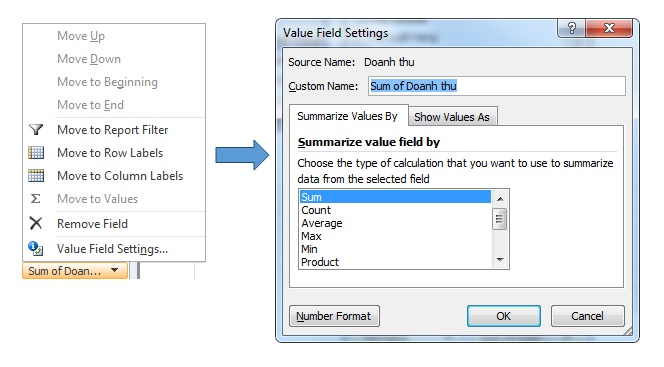 Move Up
Move Down
Move to Beginning
Move to End
Move to Report Filter
Move to Row Labels
Move to Column Labels
Σ Move to Values
Remove Field
Value Field Settings...
Sum of Doan...
Value Field Settings
Source Name: Doanh thu
Custom Name: Sum of Doanh thu
Summarize Values By Show Values As
Summarize value field by
Choose the type of calculation that you want to use to summarize
data from the selected field
Sum
Count
Average
Max
Min
Product
Number Format OK Cancel